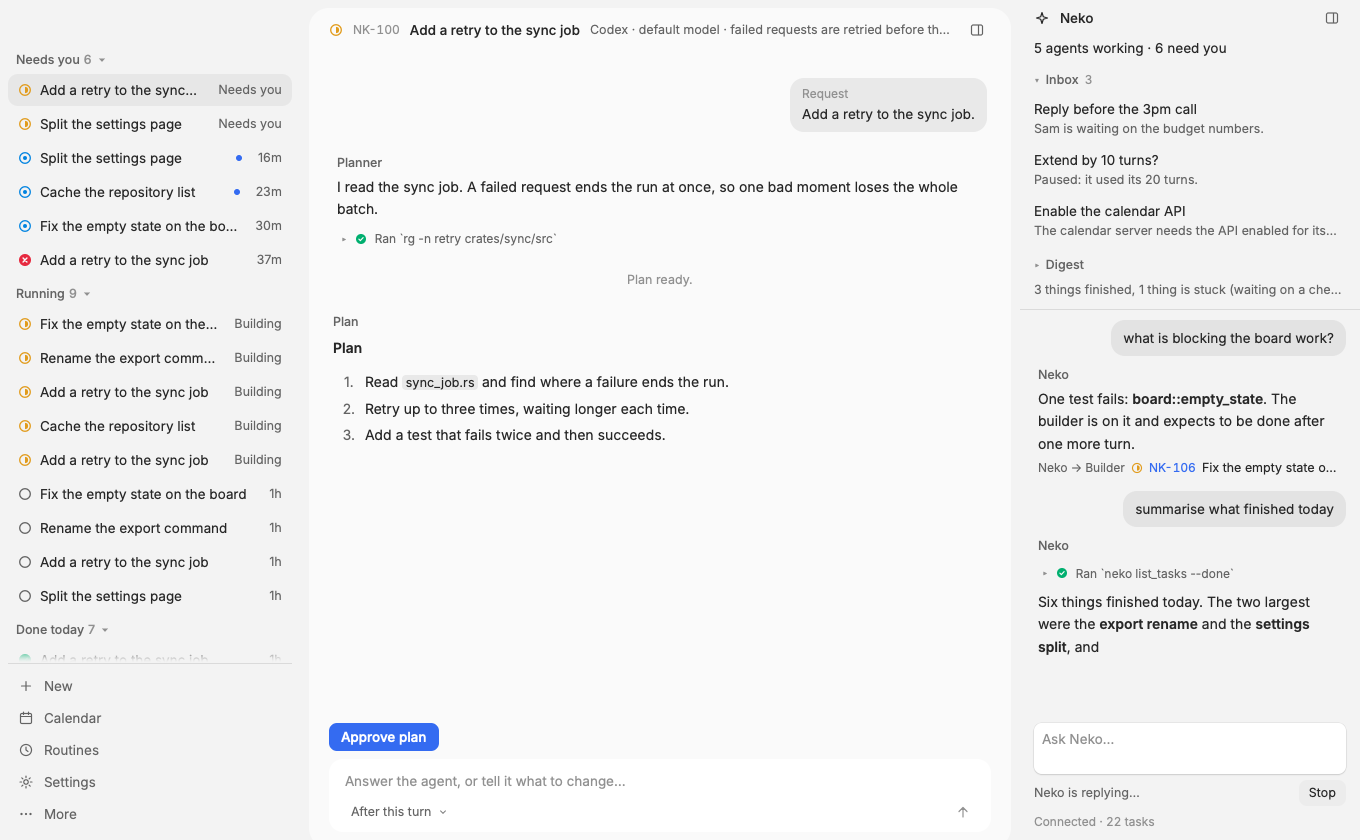 Needs you 6
Add a retry to the sync... Needs you
Split the settings page Needs you
Split the settings page 16m
Cache the repository list 23m
Fix the empty state on the bo... 30m
Add a retry to the sync job 37m
Running 9
Fix the empty state on the... Building
Rename the export comm... Building
Add a retry to the sync job Building
Cache the repository list Building
Add a retry to the sync job Building
Fix the empty state on the board 1h
Rename the export command 1h
Add a retry to the sync job 1h
Split the settings page 1h
Done today 7
Add a retry to the sync job 1h
New
Calendar
Routines
Settings
More
NK-100 Add a retry to the sync job Codex · default model · failed requests are retried before th...
Request
Add a retry to the sync job.
Planner
I read the sync job. A failed request ends the run at once, so one bad moment loses the whole
batch.
Ran `rg -n retry crates/sync/src`
Plan ready.
Plan
Plan
1. Read sync_job.rs and find where a failure ends the run.
2. Retry up to three times, waiting longer each time.
3. Add a test that fails twice and then succeeds.
Approve plan
Answer the agent, or tell it what to change...
After this turn
Neko
5 agents working · 6 need you
Inbox 3
Reply before the 3pm call
Sam is waiting on the budget numbers.
Extend by 10 turns?
Paused: it used its 20 turns.
Enable the calendar API
The calendar server needs the API enabled for its...
Digest
3 things finished, 1 thing is stuck (waiting on a che...
what is blocking the board work?
Neko
One test fails: board::empty_state. The
builder is on it and expects to be done after
one more turn.
Neko → Builder NK-106 Fix the empty state o...
summarise what finished today
Neko
Ran `neko list_tasks --done`
Six things finished today. The two largest
were the export rename and the settings
split, and
Ask Neko...
Neko is replying... Stop
Connected · 22 tasks